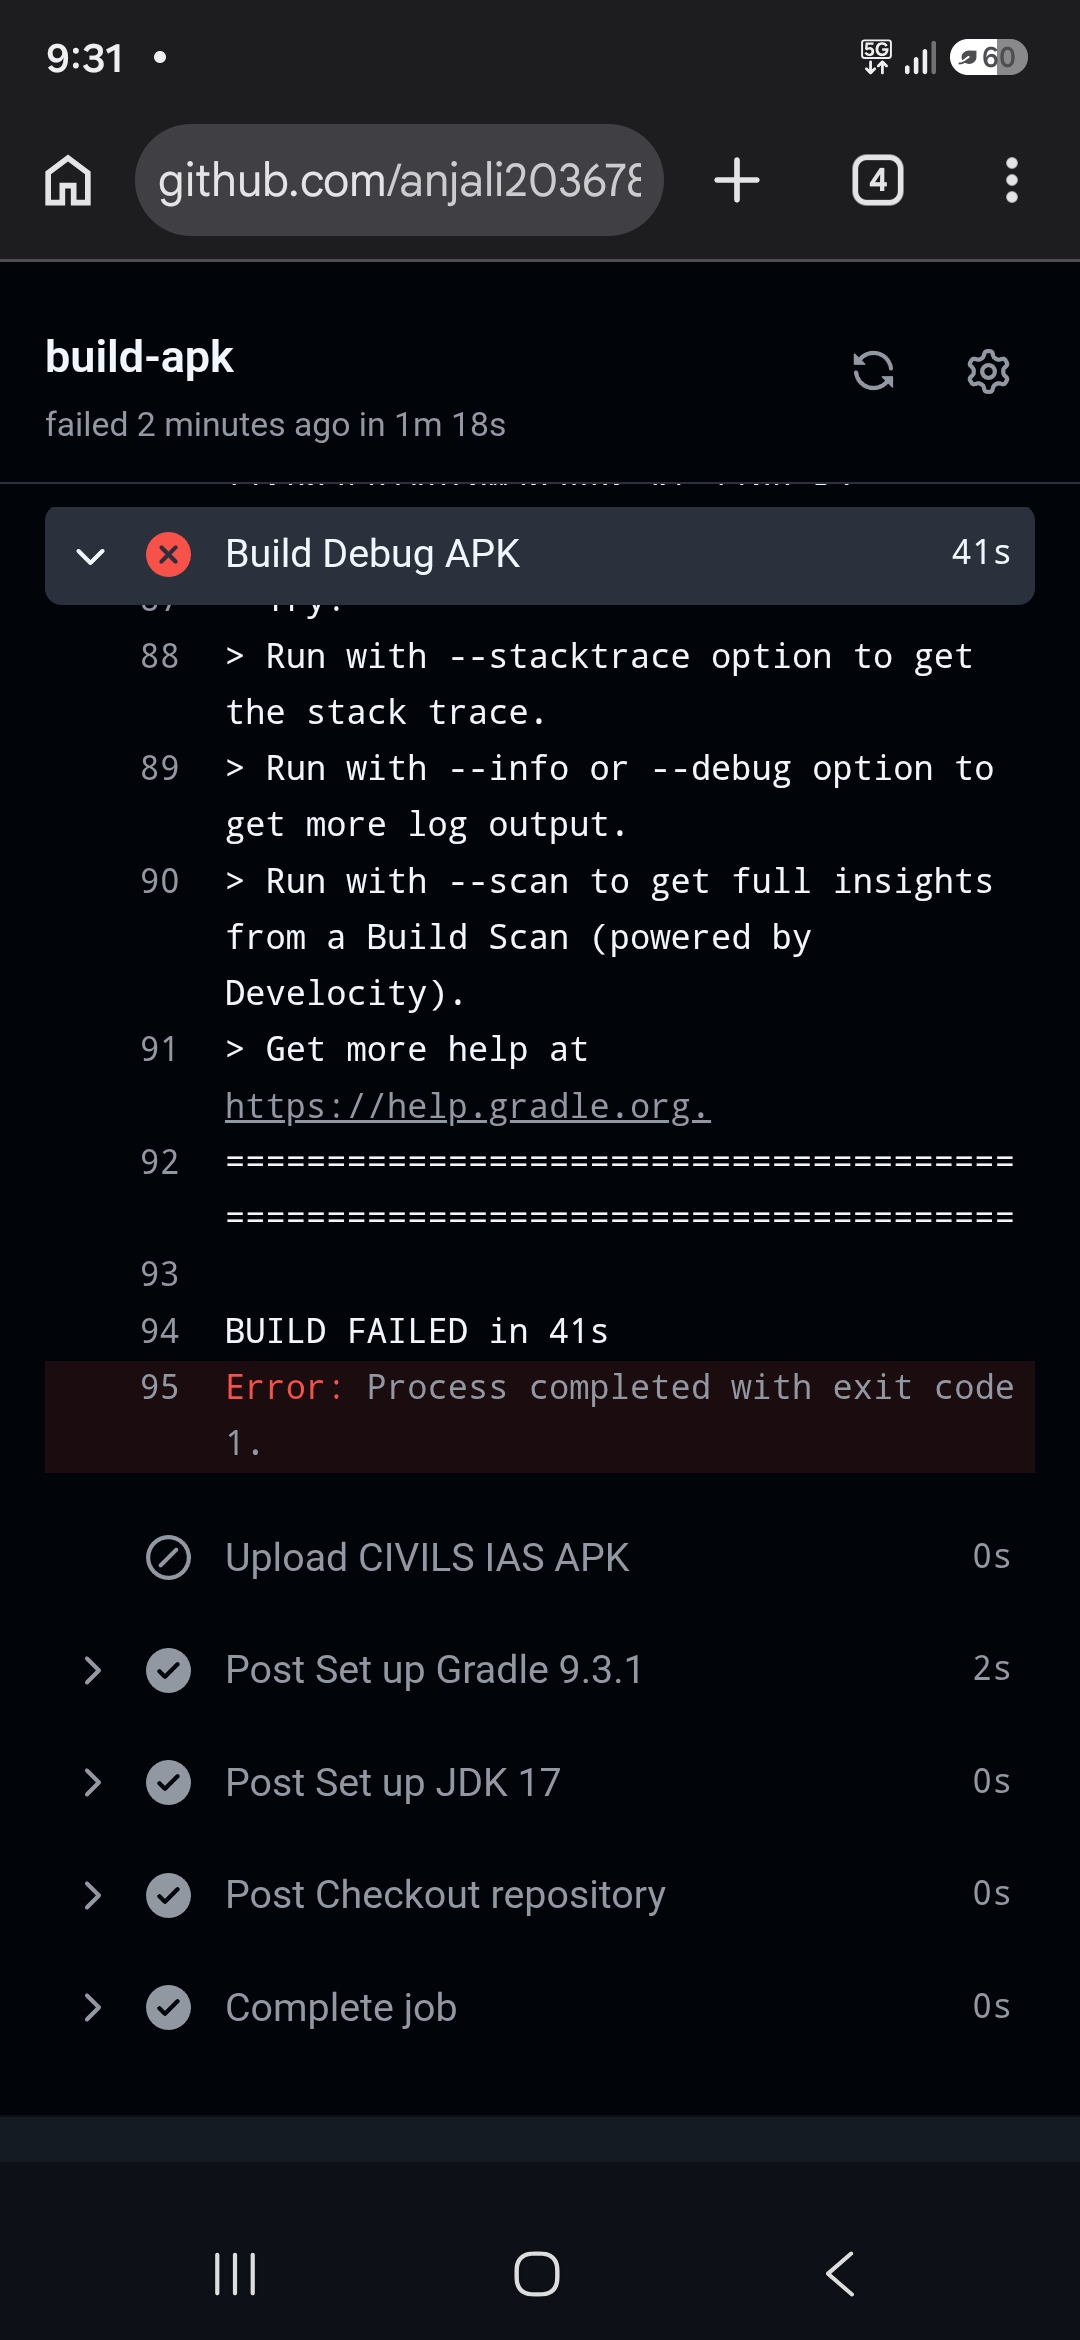 9:31
5G
60
github.com/anjali203678
4
build-apk
failed 2 minutes ago in 1m 18s
Build Debug APK
41s
87 Try:
88 > Run with --stacktrace option to get
the stack trace.
89 > Run with --info or --debug option to
get more log output.
90 > Run with --scan to get full insights
from a Build Scan (powered by
Develocity).
91 > Get more help at
https://help.gradle.org.
92 =======================================
=======================================
93
94 BUILD FAILED in 41s
95 Error: Process completed with exit code
1.
Upload CIVILS IAS APK 0s
Post Set up Gradle 9.3.1 2s
Post Set up JDK 17 0s
Post Checkout repository 0s
Complete job 0s